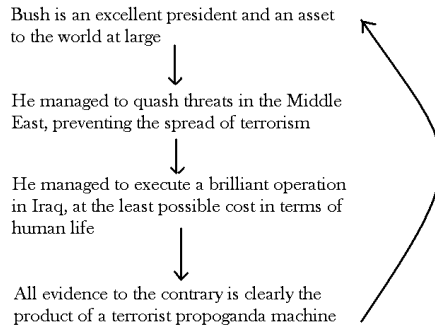 Bush is an excellent president and an asset
to the world at large
He managed to quash threats in the Middle
East, preventing the spread of terrorism
He managed to execute a brilliant operation
in Iraq, at the least possible cost in terms of
human life
All evidence to the contrary is clearly the
product of a terrorist propoganda machine